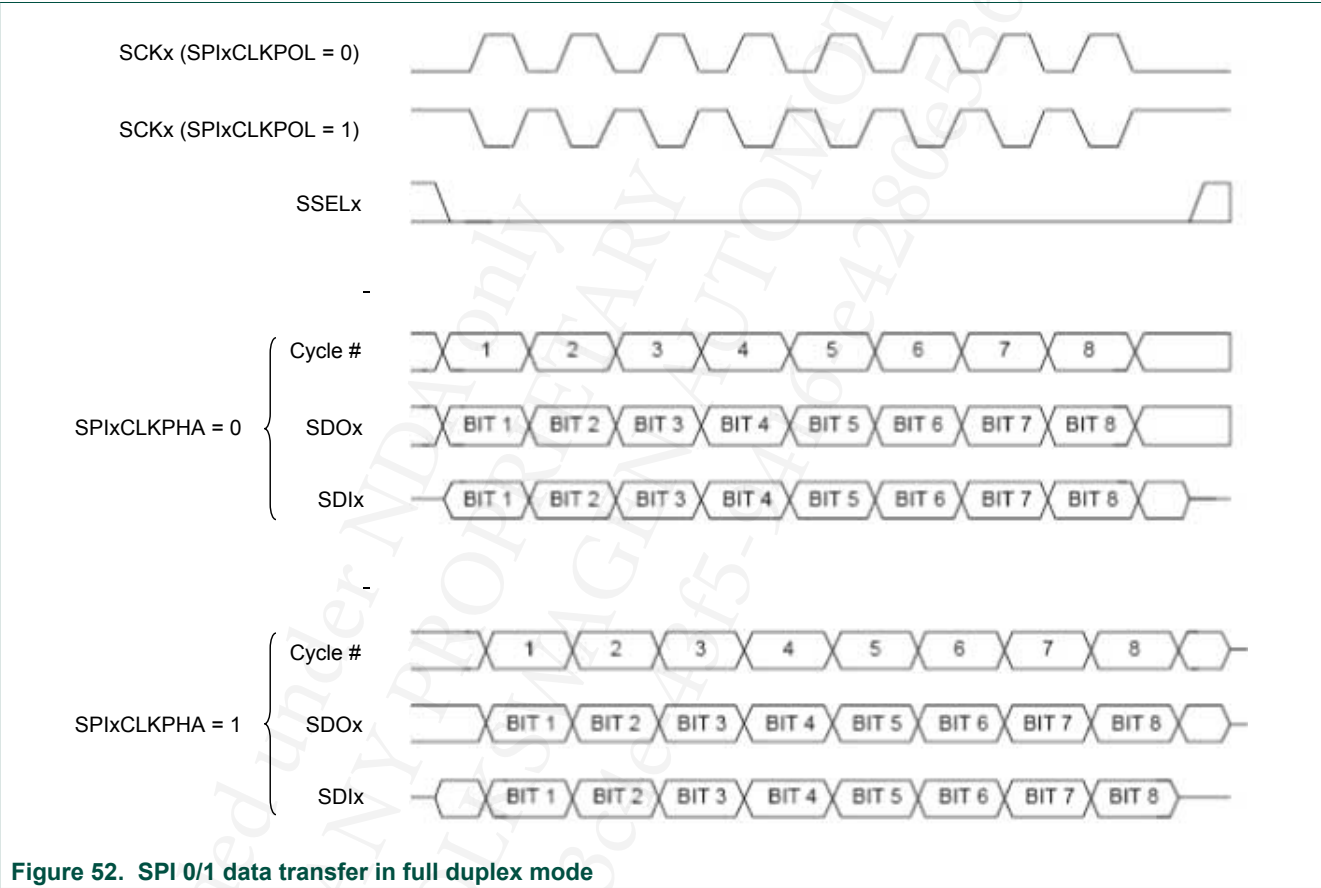 SCKx (SPIxCLKPOL = 0)
SCKx (SPIxCLKPOL = 1)
SSELx
-
SPIxCLKPHA = 0
Cycle # 1 2 3 4 5 6 7 8
SDOx BIT 1 BIT 2 BIT 3 BIT 4 BIT 5 BIT 6 BIT 7 BIT 8
SDIx BIT 1 BIT 2 BIT 3 BIT 4 BIT 5 BIT 6 BIT 7 BIT 8
-
SPIxCLKPHA = 1
Cycle # 1 2 3 4 5 6 7 8
SDOx BIT 1 BIT 2 BIT 3 BIT 4 BIT 5 BIT 6 BIT 7 BIT 8
SDIx BIT 1 BIT 2 BIT 3 BIT 4 BIT 5 BIT 6 BIT 7 BIT 8
Figure 52. SPI 0/1 data transfer in full duplex mode
under NDA only
PROPRIETARY